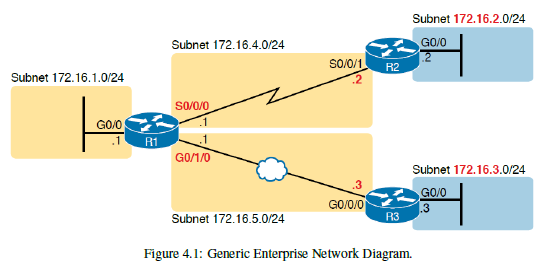 Subnet 172.16.2.0/24
G0/0
.2
R2
Subnet 172.16.4.0/24
S0/0/1
.2
S0/0/0
.1
Subnet 172.16.1.0/24
G0/0
.1
R1
.1
G0/1/0
Subnet 172.16.5.0/24
.3
G0/0/0
Subnet 172.16.3.0/24
G0/0
.3
R3
Figure 4.1: Generic Enterprise Network Diagram.